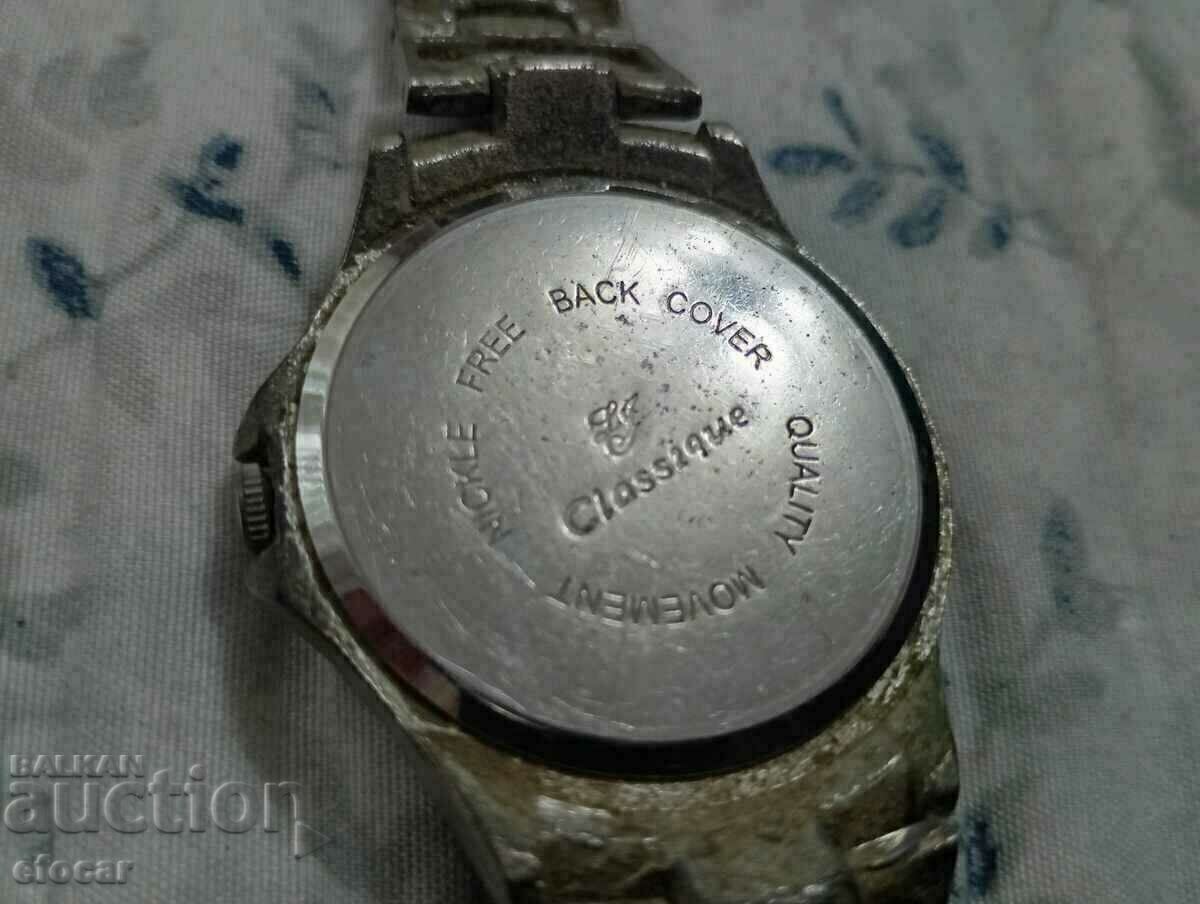 NICKLE FREE BACK COVER
QUALITY MOVEMENT
Classique
BALKAN
auction
efocar